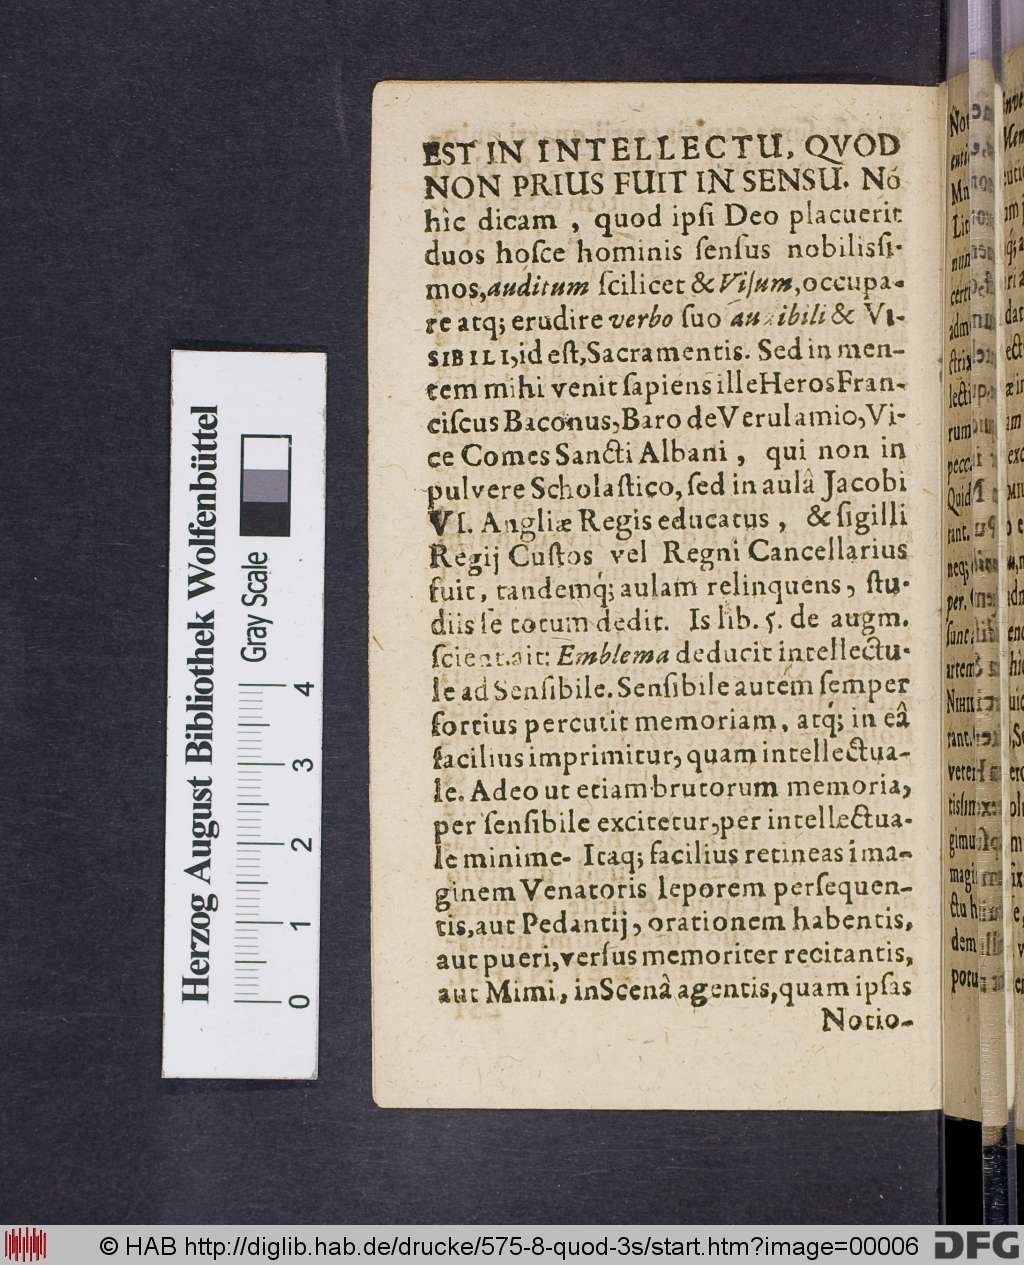 EST IN INTELLECTU, QVOD
NON PRIUS FUIT IN SENSU. Nō
hìc dicam , quod ipſi Deo placuerit
duos hoſce hominis ſenſus nobiliſſi-
mos,auditum ſcilicet & Viſum,occupa-
re atq; erudire verbo ſuo audibili & VI-
SIBILI,id eſt,Sacramentis. Sed in men-
tem mihi venit ſapiens ille Heros Fran-
ciſcus Baconus,Baro de Verulamio,Vi-
ce Comes Sancti Albani , qui non in
pulvere Scholaſtico, ſed in aulâ Jacobi
VI. Angliæ Regis educatus , & ſigilli
Regij Cuſtos vel Regni Cancellarius
fuit, tandemq́; aulam relinquens, ſtu-
diis ſe totum dedit. Is lib. 5. de augm.
ſcient. ait: Emblema deducit intellectu-
le ad Senſibile. Senſibile autem ſemper
fortius percutit memoriam, atq́; in eâ
facilius imprimitur, quam intellectua-
le. Adeo ut etiam brutorum memoria,
per ſenſibile excitetur,per intellectua-
le minime. Itaq; facilius retineas ima-
ginem Venatoris leporem perſequen-
tis,aut Pedantij, orationem habentis,
aut pueri,verſus memoriter recitantis,
aut Mimi, in Scenâ agentis,quam ipſas
Notio-
Herzog August Bibliothek Wolfenbüttel
Gray Scale
0 1 2 3 4
© HAB http://diglib.hab.de/drucke/575-8-quod-3s/start.htm?image=00006
DFG